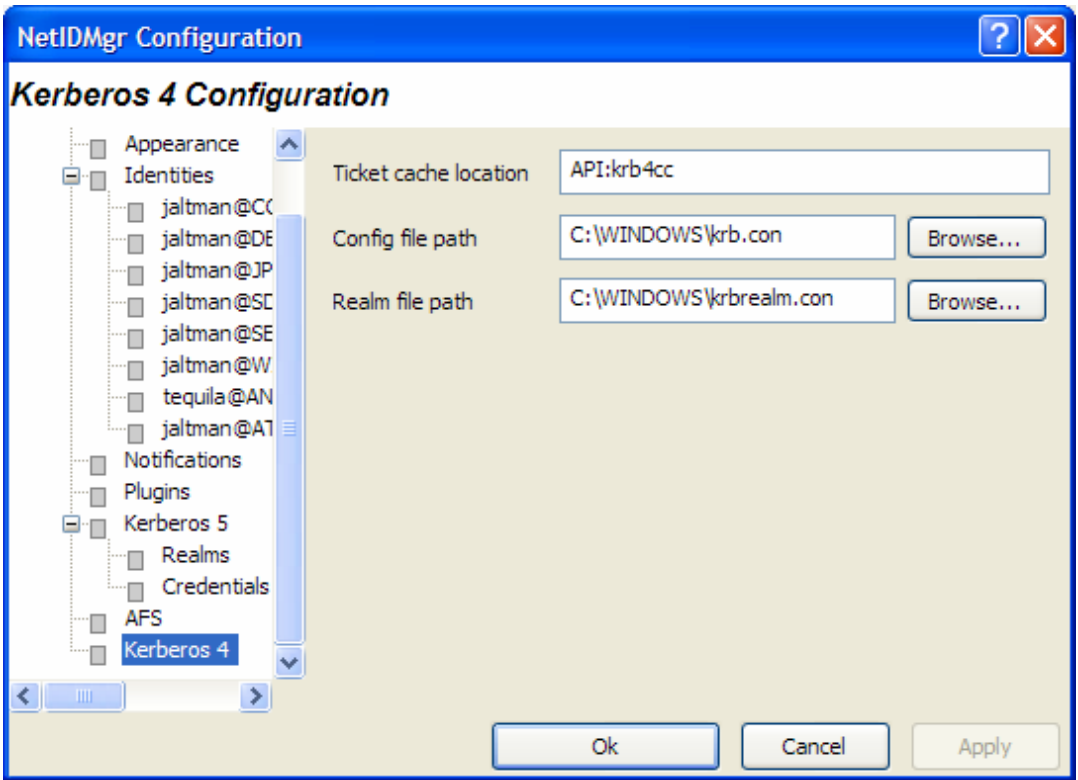 NetIDMgr Configuration
Kerberos 4 Configuration
Appearance
Identities
jaltman@CC
jaltman@DE
jaltman@JP
jaltman@SD
jaltman@SE
jaltman@W
tequila@AN
jaltman@AT
Notifications
Plugins
Kerberos 5
Realms
Credentials
AFS
Kerberos 4
Ticket cache location API:krb4cc
Config file path C:\WINDOWS\krb.con Browse...
Realm file path C:\WINDOWS\krbrealm.con Browse...
Ok Cancel Apply